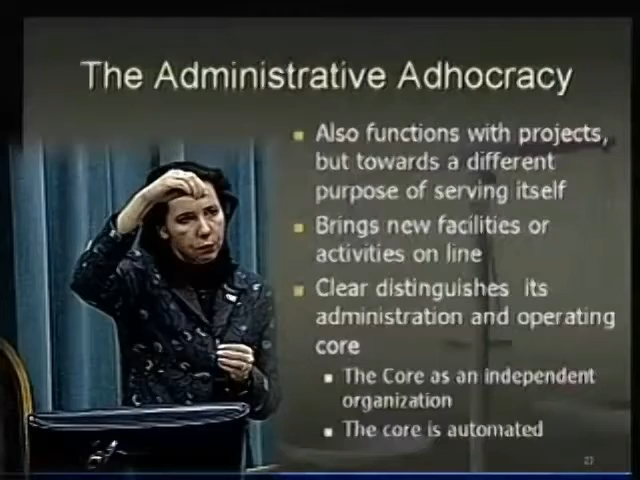 The Administrative Adhocracy
Also functions with projects,
but towards a different
purpose of serving itself
Brings new facilities or
activities on line
Clear distinguishes its
administration and operating
core
The Core as an independent
organization
The core is automated